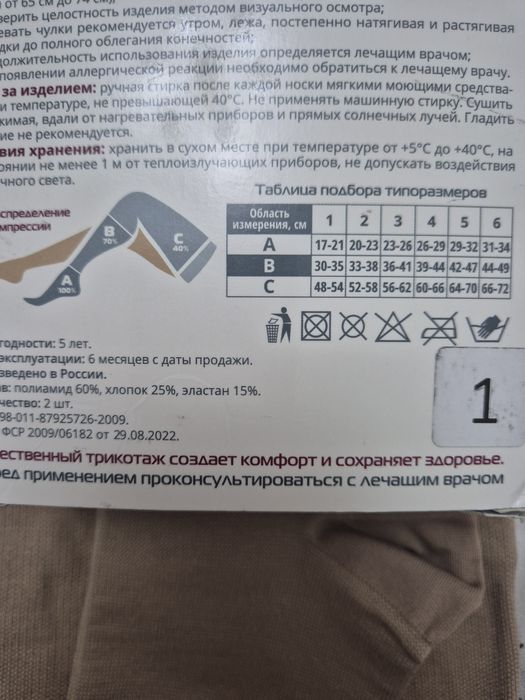 от 65 см до 74 см);
верить целостность изделия методом визуального осмотра;
евать чулки рекомендуется утром, лежа, постепенно натягивая и растягивая
дки до полного облегания конечностей;
должительность использования изделия определяется лечащим врачом;
появлении аллергической реакции необходимо обратиться к лечащему врачу.
за изделием: ручная стирка после каждой носки мягкими моющими средства-
и температуре, не превышающей 40°С. Не применять машинную стирку. Сушить
жимая, вдали от нагревательных приборов и прямых солнечных лучей. Гладить
ие не рекомендуется.
вия хранения: хранить в сухом месте при температуре от +5°С до +40°С, на
оянии не менее 1 м от теплоизлучающих приборов, не допускать воздействия
чного света.
спределение
мпрессии
A
100%
B
70%
C
40%
Таблица подбора типоразмеров
Область измерения, см 1 2 3 4 5 6
A 17-21 20-23 23-26 26-29 29-32 31-34
B 30-35 33-38 36-41 39-44 42-47 44-49
C 48-54 52-58 56-62 60-66 64-70 66-72
годности: 5 лет.
эксплуатации: 6 месяцев с даты продажи.
зведено в России.
в: полиамид 60%, хлопок 25%, эластан 15%.
чество: 2 шт.
98-011-87925726-2009.
ФСР 2009/06182 от 29.08.2022.
1
ественный трикотаж создает комфорт и сохраняет здоровье.
ед применением проконсультироваться с лечащим врачом